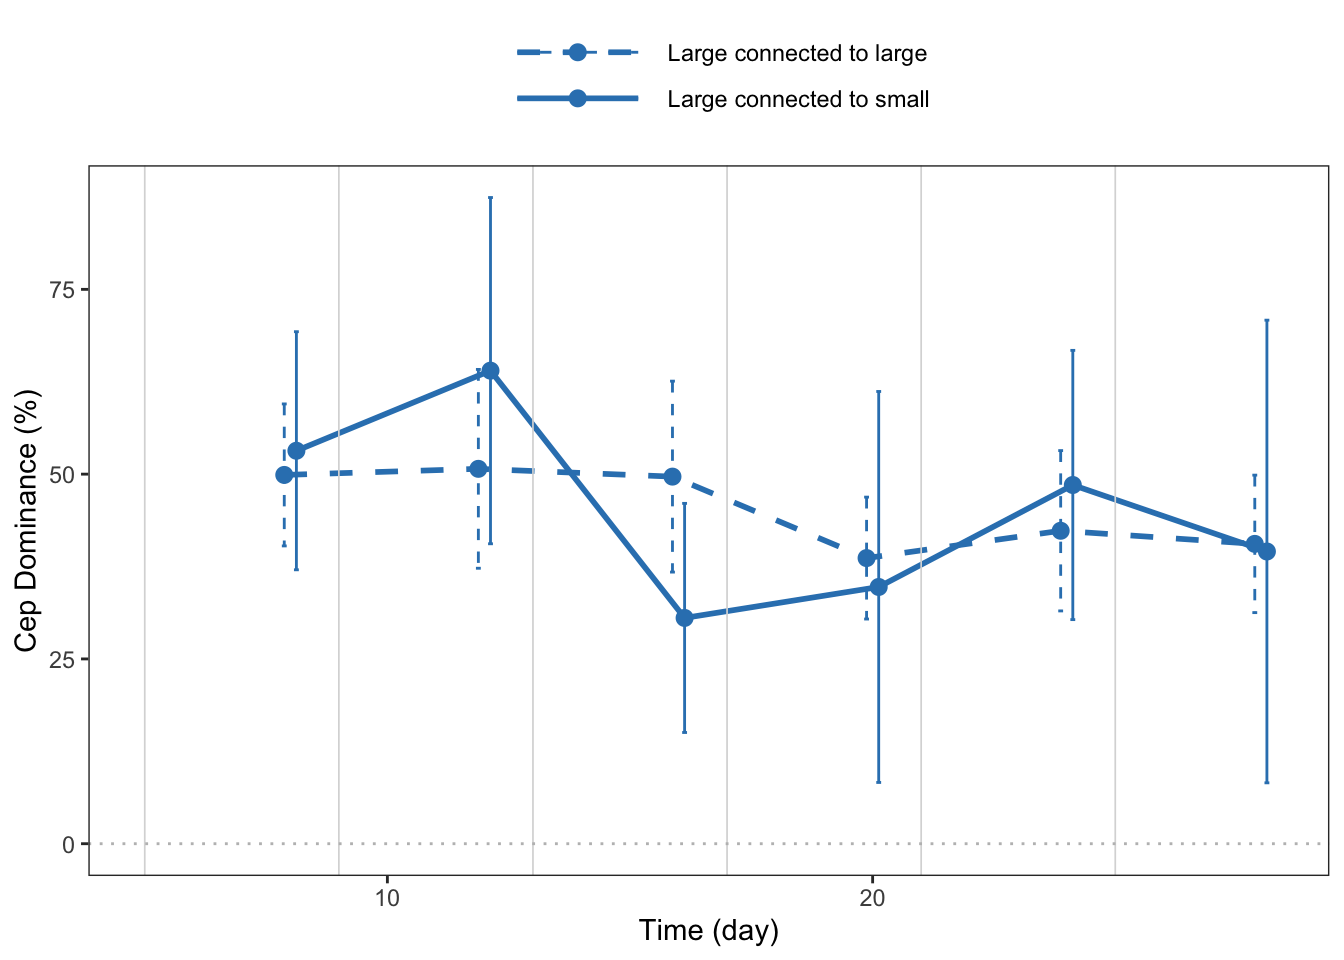 Large connected to large
Large connected to small
75
50
25
0
Cep Dominance (%)
10 20
Time (day)